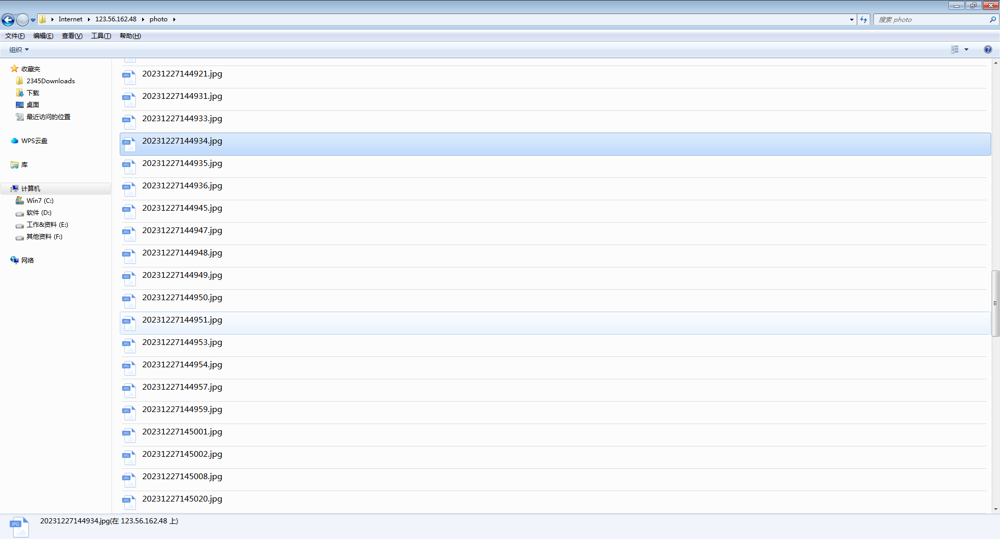 Internet 123.56.162.48 photo
搜索 photo
文件(F) 编辑(E) 查看(V) 工具(T) 帮助(H)
组织
收藏夹
2345Downloads
下载
桌面
最近访问的位置
WPS云盘
库
计算机
Win7 (C:)
软件 (D:)
工作&资料 (E:)
其他资料 (F:)
网络
20231227144921.jpg
20231227144931.jpg
20231227144933.jpg
20231227144934.jpg
20231227144935.jpg
20231227144936.jpg
20231227144945.jpg
20231227144947.jpg
20231227144948.jpg
20231227144949.jpg
20231227144950.jpg
20231227144951.jpg
20231227144953.jpg
20231227144954.jpg
20231227144957.jpg
20231227144959.jpg
20231227145001.jpg
20231227145002.jpg
20231227145008.jpg
20231227145020.jpg
JPG
20231227144934.jpg(在 123.56.162.48 上)